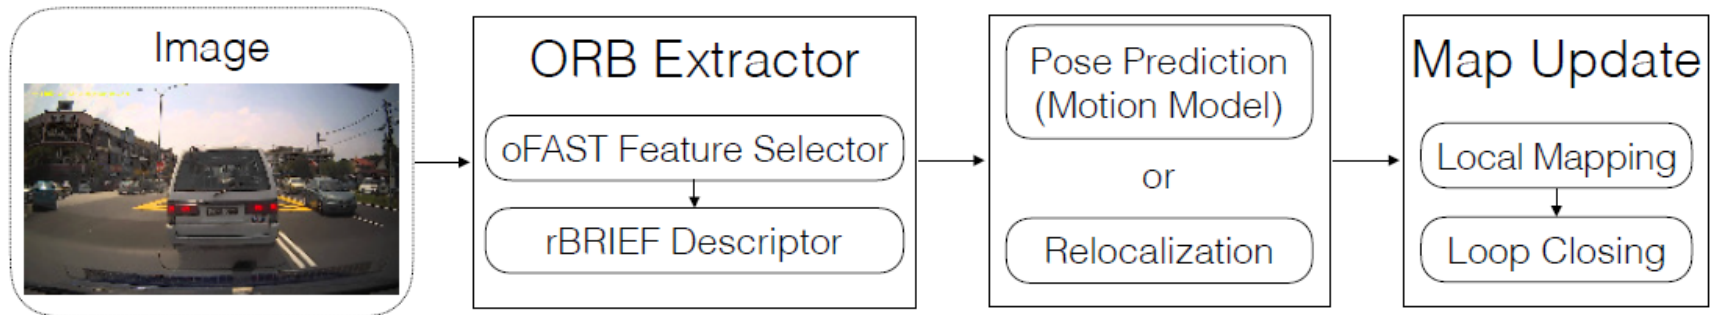 Image
ORB Extractor
oFAST Feature Selector
rBRIEF Descriptor
Pose Prediction
(Motion Model)
or
Relocalization
Map Update
Local Mapping
Loop Closing